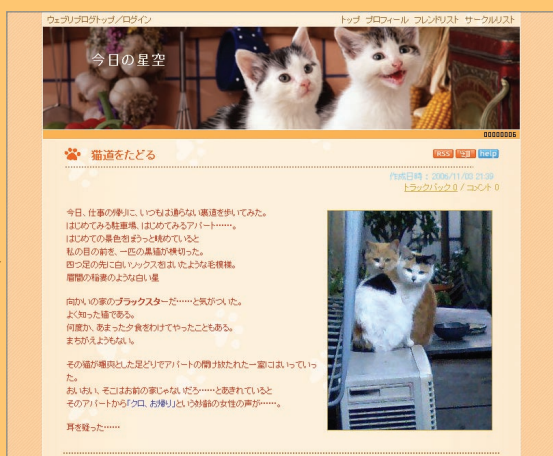 ウェブリブログトップ／ログイン
トップ プロフィール フレンドリスト サークルリスト
今日の星空
00000006
猫道をたどる
RSS help
作成日時 : 2006/11/03 21:39
トラックバック 0 / コメント 0
今日、仕事の帰りに、いつもは通らない裏道を歩いてみた。
はじめてみる駐車場、はじめてみるアパート……。
はじめての景色をぼうっと眺めていると
私の目の前を、一匹の黒猫が横切った。
四つ足の先に白いソックスをはいたような毛模様。
眉間の稲妻のような白い星
向かいの家のブラックスターだ……と気がついた。
よく知った猫である。
何度か、あまった夕食をわけてやったこともある。
まちがえようもない。
その猫が颯爽とした足どりでアパートの開け放たれた一室にはいっていっ
た。
おいおい、そこはお前の家じゃないだろ……とあきれていると
そのアパートから「クロ、お帰り」という妙齢の女性の声が……。
耳を疑った……